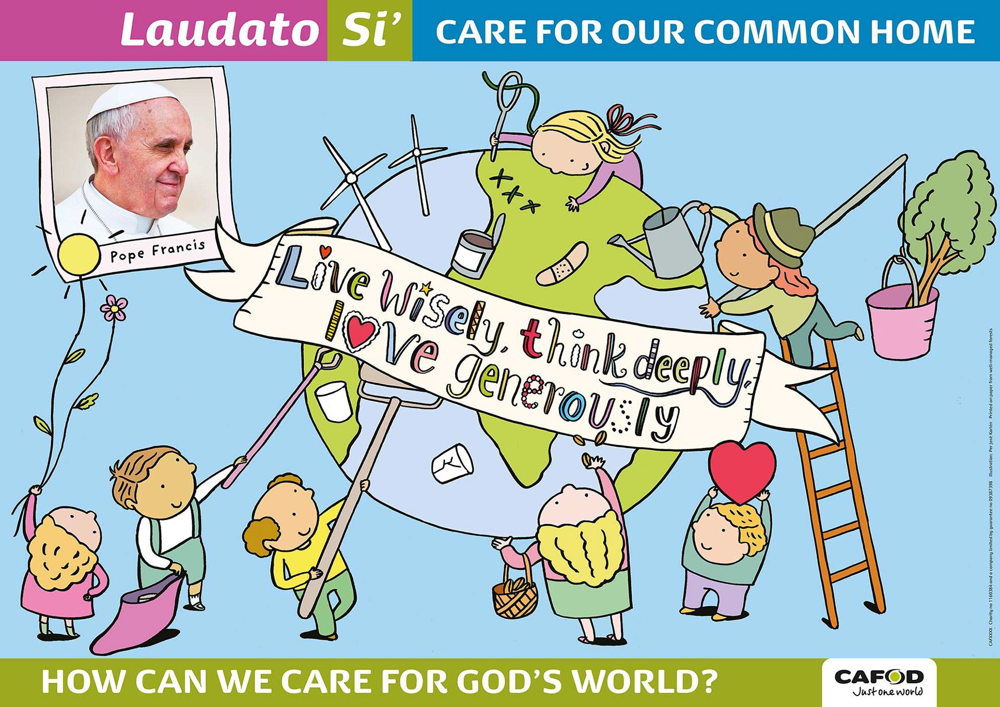 Laudato Si' CARE FOR OUR COMMON HOME
Pope Francis
Live wisely, think deeply,
love generously
HOW CAN WE CARE FOR GOD'S WORLD?
CAFOD
Just one world
CAFXXXX Charity no 1160384 and a company limited by guarantee no 09387398 Illustration: Per José Karlén Printed on paper from well-managed forests